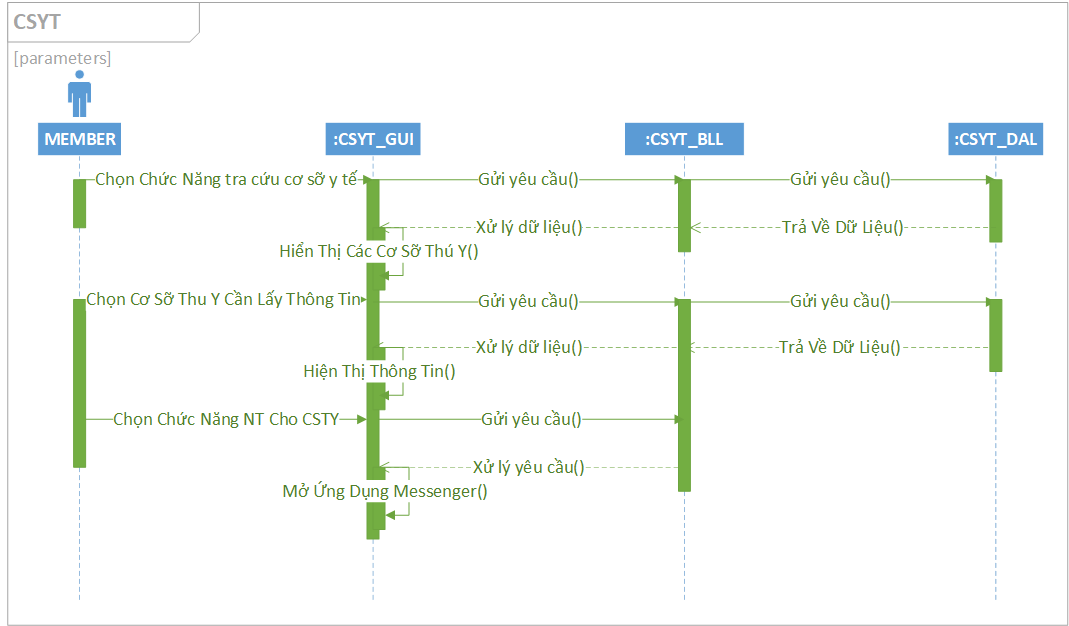 CSYT
[parameters]
MEMBER
:CSYT_GUI
:CSYT_BLL
:CSYT_DAL
Chọn Chức Năng tra cứu cơ sỡ y tế
Gửi yêu cầu()
Gửi yêu cầu()
Xử lý dữ liệu()
Trả Về Dữ Liệu()
Hiển Thị Các Cơ Sỡ Thú Y()
Chọn Cơ Sỡ Thu Y Cần Lấy Thông Tin
Gửi yêu cầu()
Gửi yêu cầu()
Xử lý dữ liệu()
Trả Về Dữ Liệu()
Hiện Thị Thông Tin()
Chọn Chức Năng NT Cho CSTY
Gửi yêu cầu()
Xử lý yêu cầu()
Mở Ứng Dụng Messenger()